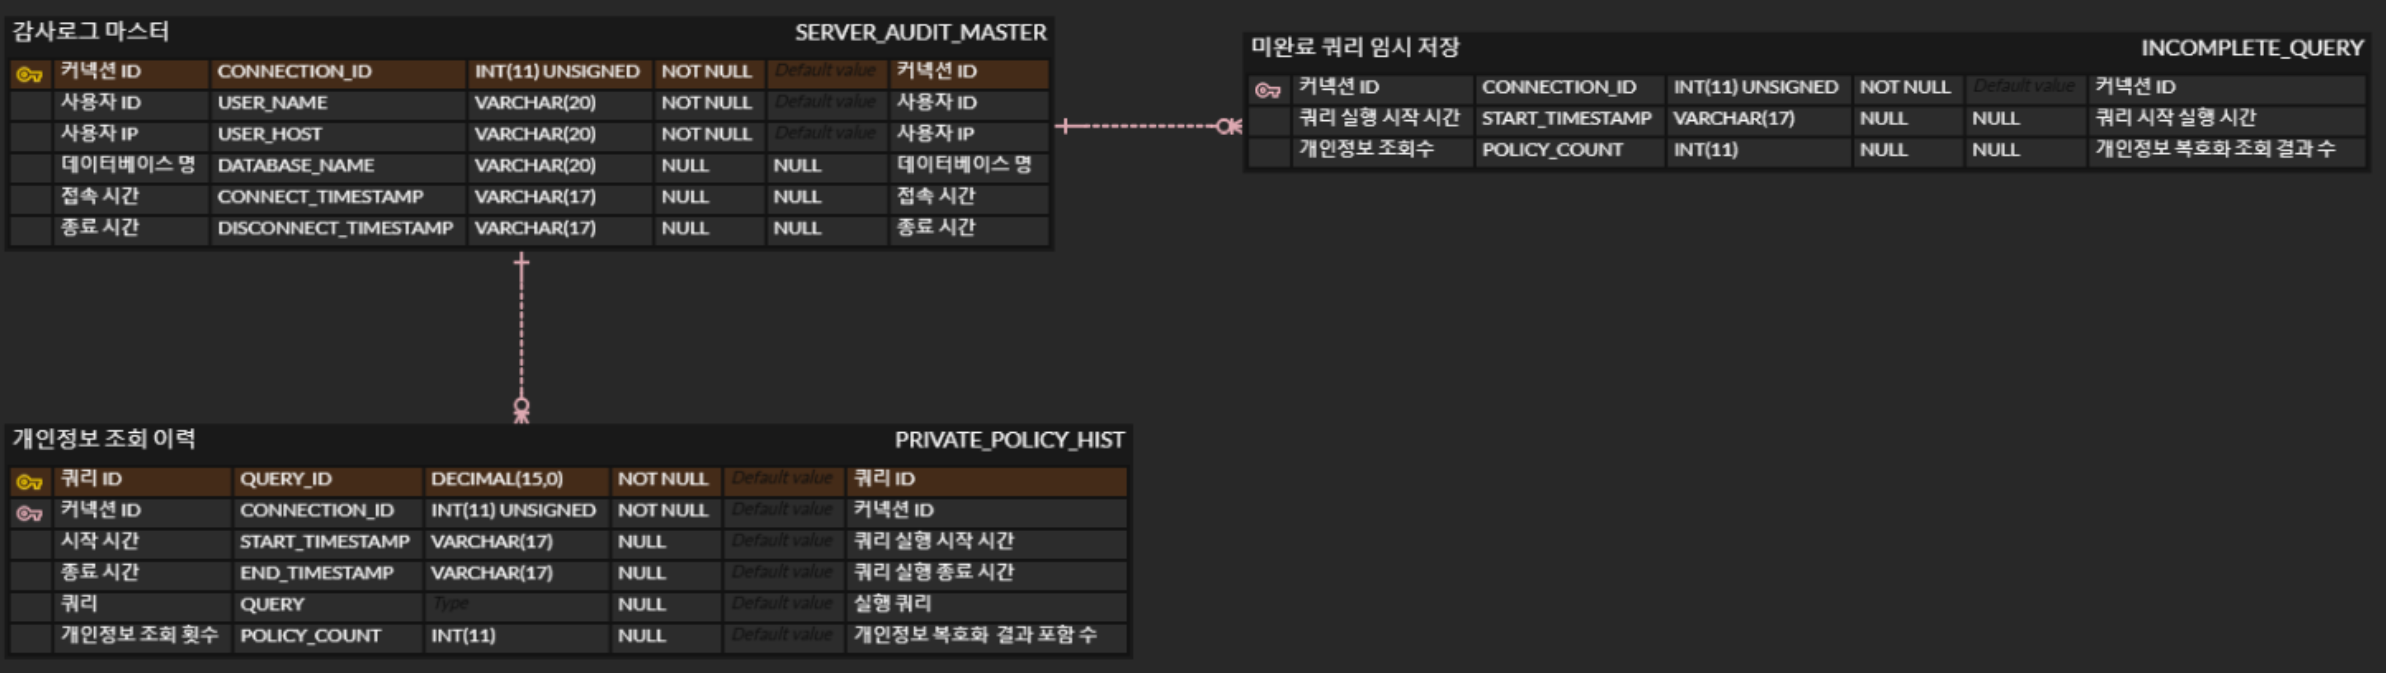 감사로그 마스터 SERVER_AUDIT_MASTER
커넥션 ID CONNECTION_ID INT(11) UNSIGNED NOT NULL Default value 커넥션 ID
사용자 ID USER_NAME VARCHAR(20) NOT NULL Default value 사용자 ID
사용자 IP USER_HOST VARCHAR(20) NOT NULL Default value 사용자 IP
데이터베이스 명 DATABASE_NAME VARCHAR(20) NULL NULL 데이터베이스 명
접속 시간 CONNECT_TIMESTAMP VARCHAR(17) NULL NULL 접속 시간
종료 시간 DISCONNECT_TIMESTAMP VARCHAR(17) NULL NULL 종료 시간
미완료 쿼리 임시 저장 INCOMPLETE_QUERY
커넥션 ID CONNECTION_ID INT(11) UNSIGNED NOT NULL Default value 커넥션 ID
쿼리 실행 시작 시간 START_TIMESTAMP VARCHAR(17) NULL NULL 쿼리 시작 실행 시간
개인정보 조회수 POLICY_COUNT INT(11) NULL NULL 개인정보 복호화 조회 결과 수
개인정보 조회 이력 PRIVATE_POLICY_HIST
쿼리 ID QUERY_ID DECIMAL(15,0) NOT NULL Default value 쿼리 ID
커넥션 ID CONNECTION_ID INT(11) UNSIGNED NOT NULL Default value 커넥션 ID
시작 시간 START_TIMESTAMP VARCHAR(17) NULL Default value 쿼리 실행 시작 시간
종료 시간 END_TIMESTAMP VARCHAR(17) NULL Default value 쿼리 실행 종료 시간
쿼리 QUERY Type NULL Default value 실행 쿼리
개인정보 조회 횟수 POLICY_COUNT INT(11) NULL Default value 개인정보 복호화 결과 포함 수